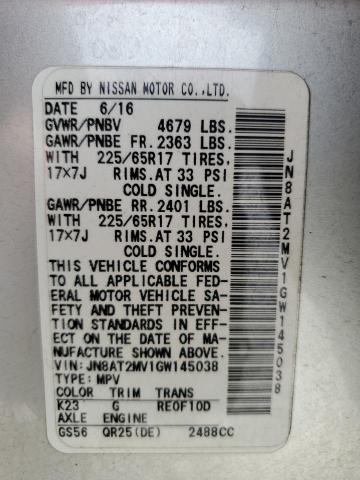 MFD BY NISSAN MOTOR CO.,LTD.
DATE 6/16
GVWR/PNBV 4679 LBS.
GAWR/PNBE FR. 2363 LBS.
WITH 225/65R17 TIRES,
17×7J RIMS.AT 33 PSI
COLD SINGLE.
GAWR/PNBE RR. 2401 LBS.
WITH 225/65R17 TIRES,
17×7J RIMS.AT 33 PSI
COLD SINGLE.
THIS VEHICLE CONFORMS
TO ALL APPLICABLE FED-
ERAL MOTOR VEHICLE SA-
FETY AND THEFT PREVEN-
TION STANDARDS IN EFF-
ECT ON THE DATE OF MA-
NUFACTURE SHOWN ABOVE.
VIN: JN8AT2MV1GW145038
TYPE: MPV
COLOR TRIM TRANS
K23 G RE0F10D
AXLE ENGINE
GS56 QR25(DE) 2488CC
JN8AT2MV1GW145038